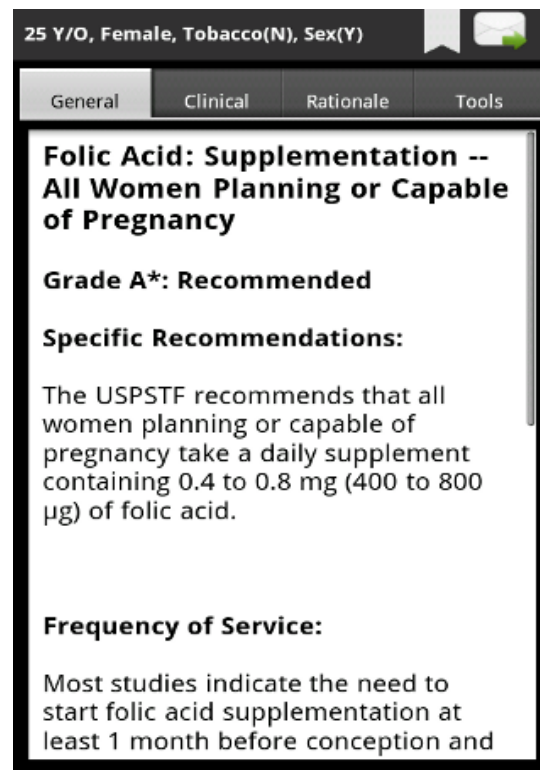 25 Y/O, Female, Tobacco(N), Sex(Y)
General Clinical Rationale Tools
Folic Acid: Supplementation --
All Women Planning or Capable
of Pregnancy
Grade A*: Recommended
Specific Recommendations:
The USPSTF recommends that all
women planning or capable of
pregnancy take a daily supplement
containing 0.4 to 0.8 mg (400 to 800
μg) of folic acid.
Frequency of Service:
Most studies indicate the need to
start folic acid supplementation at
least 1 month before conception and